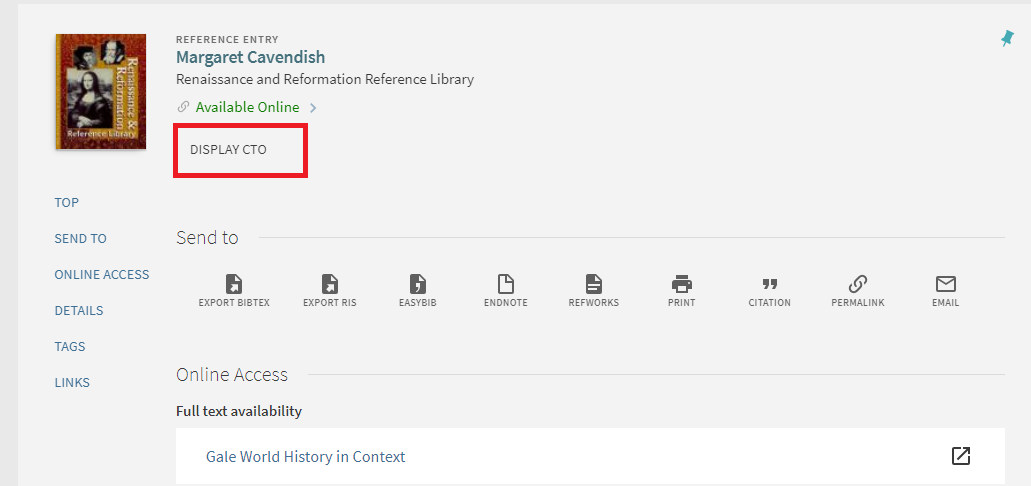 REFERENCE ENTRY
Margaret Cavendish
Renaissance and Reformation Reference Library
Available Online
DISPLAY CTO
Renaissance &
Reformation
Reference Library
TOP
SEND TO
ONLINE ACCESS
DETAILS
TAGS
LINKS
Send to
EXPORT BIBTEX EXPORT RIS EASYBIB ENDNOTE REFWORKS PRINT CITATION PERMALINK EMAIL
Online Access
Full text availability
Gale World History in Context